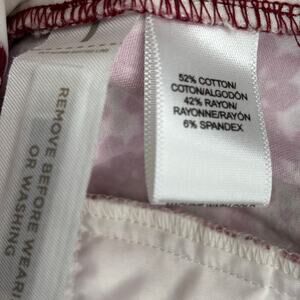 52% COTTON/
COTON/ALGODÓN
42% RAYON/
RAYONNE/RAYÓN
6% SPANDEX
REMOVE BEFORE WEARING
OR WASHING